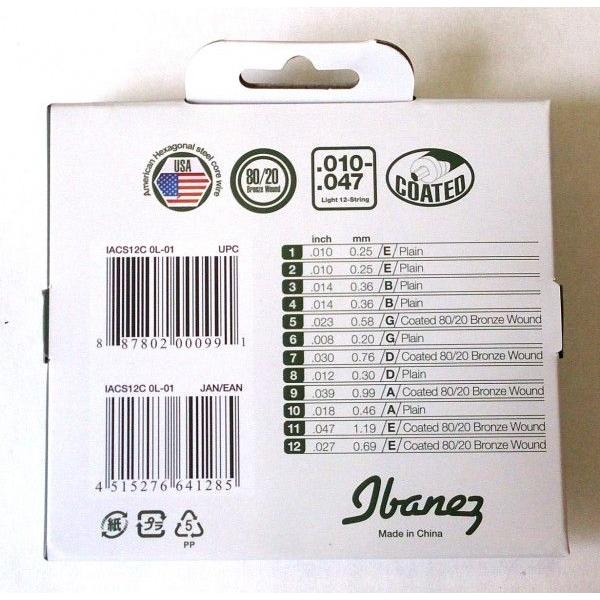 American Hexagonal steel core wire
USA
80/20
Bronze Wound
.010-
.047
Light 12-String
COATED
IACS12C 0L-01 UPC
8 87802 00099 1
IACS12C 0L-01 JAN/EAN
4 515276 641285
inch mm
1 .010 0.25 /E/ Plain
2 .010 0.25 /E/ Plain
3 .014 0.36 /B/ Plain
4 .014 0.36 /B/ Plain
5 .023 0.58 /G/ Coated 80/20 Bronze Wound
6 .008 0.20 /G/ Plain
7 .030 0.76 /D/ Coated 80/20 Bronze Wound
8 .012 0.30 /D/ Plain
9 .039 0.99 /A/ Coated 80/20 Bronze Wound
10 .018 0.46 /A/ Plain
11 .047 1.19 /E/ Coated 80/20 Bronze Wound
12 .027 0.69 /E/ Coated 80/20 Bronze Wound
紙
プラ
5
PP
Ibanez
Made in China